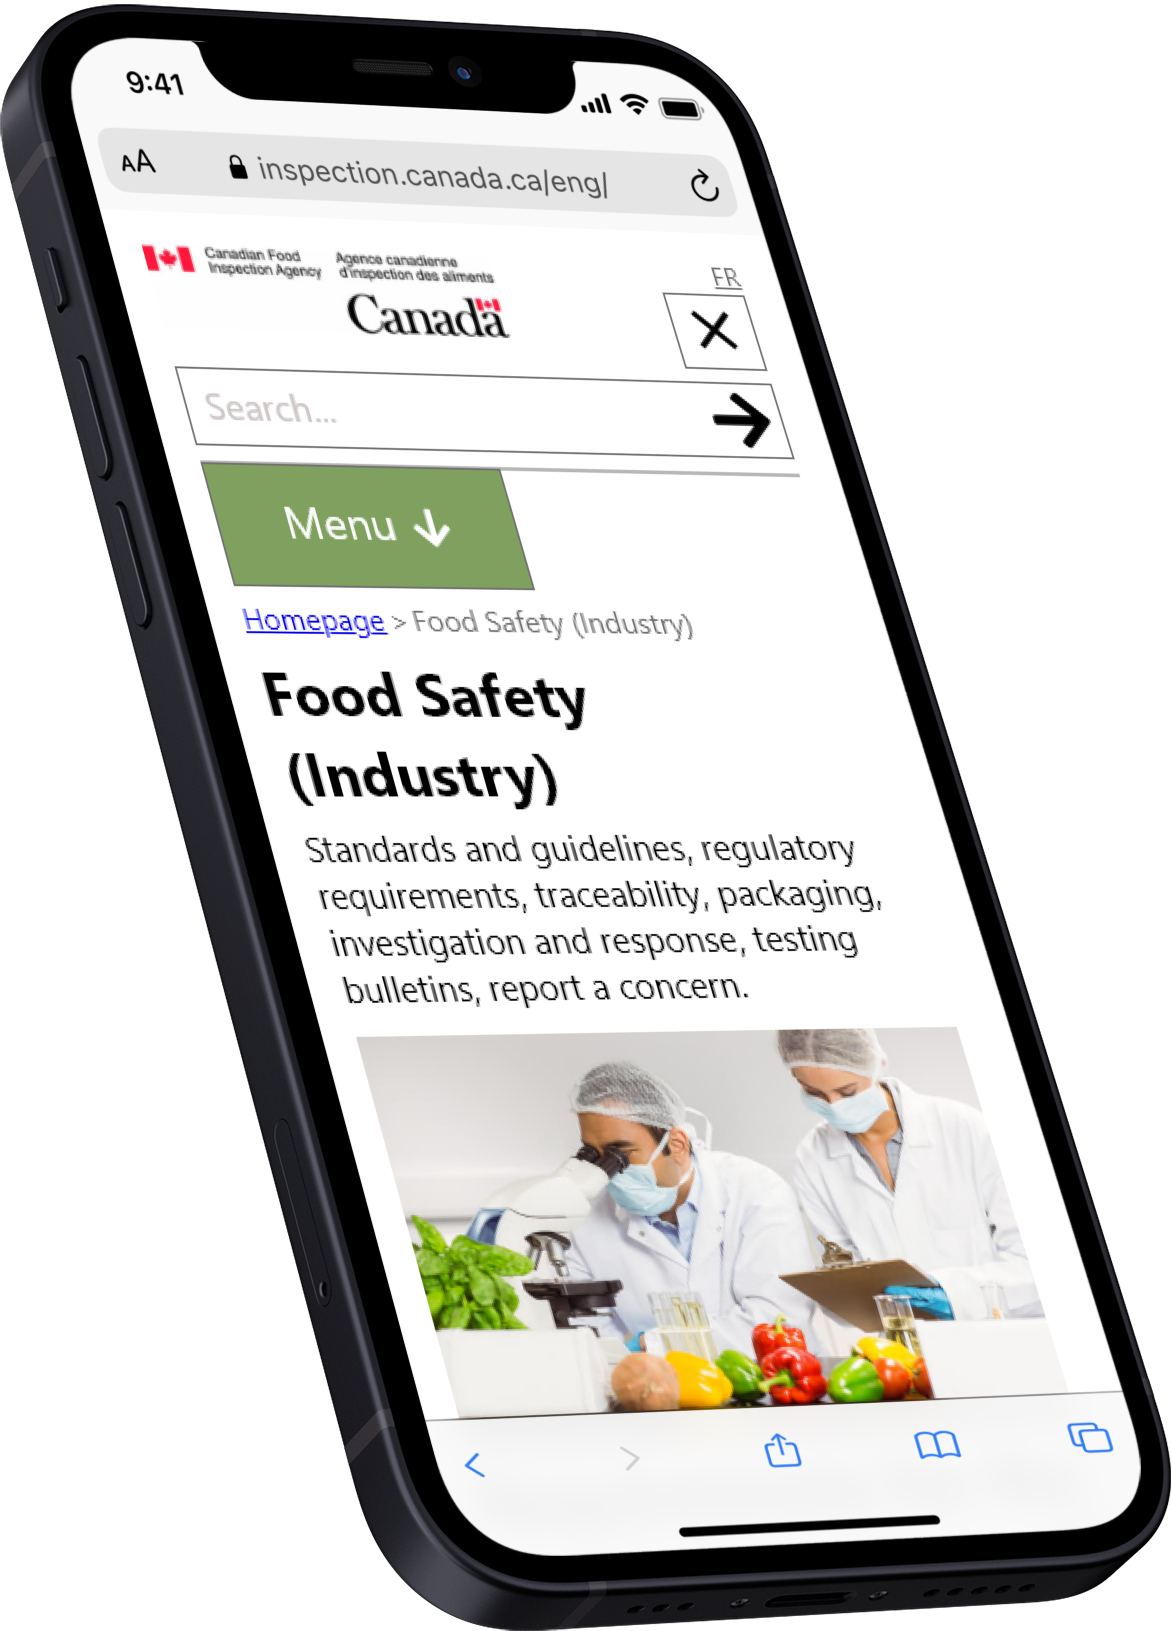 9:41
AA inspection.canada.ca/eng/
Canadian Food
Inspection Agency
Agence canadienne
d'inspection des aliments
Canada
FR
Search...
Menu
Homepage > Food Safety (Industry)
Food Safety
(Industry)
Standards and guidelines, regulatory
requirements, traceability, packaging,
investigation and response, testing
bulletins, report a concern.